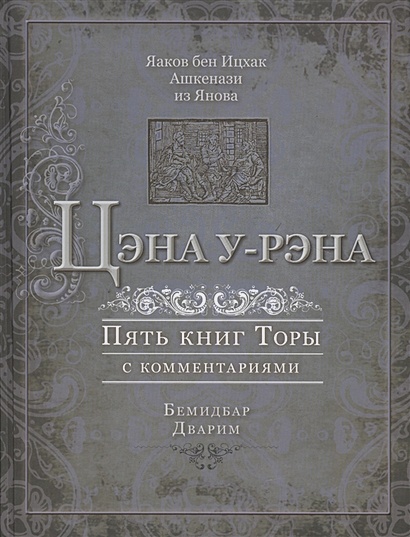 Яаков бен Ицхак
Ашкенази
из Янова
Цэна у-рэна
Пять книг Торы
с комментариями
Бемидбар
Дварим